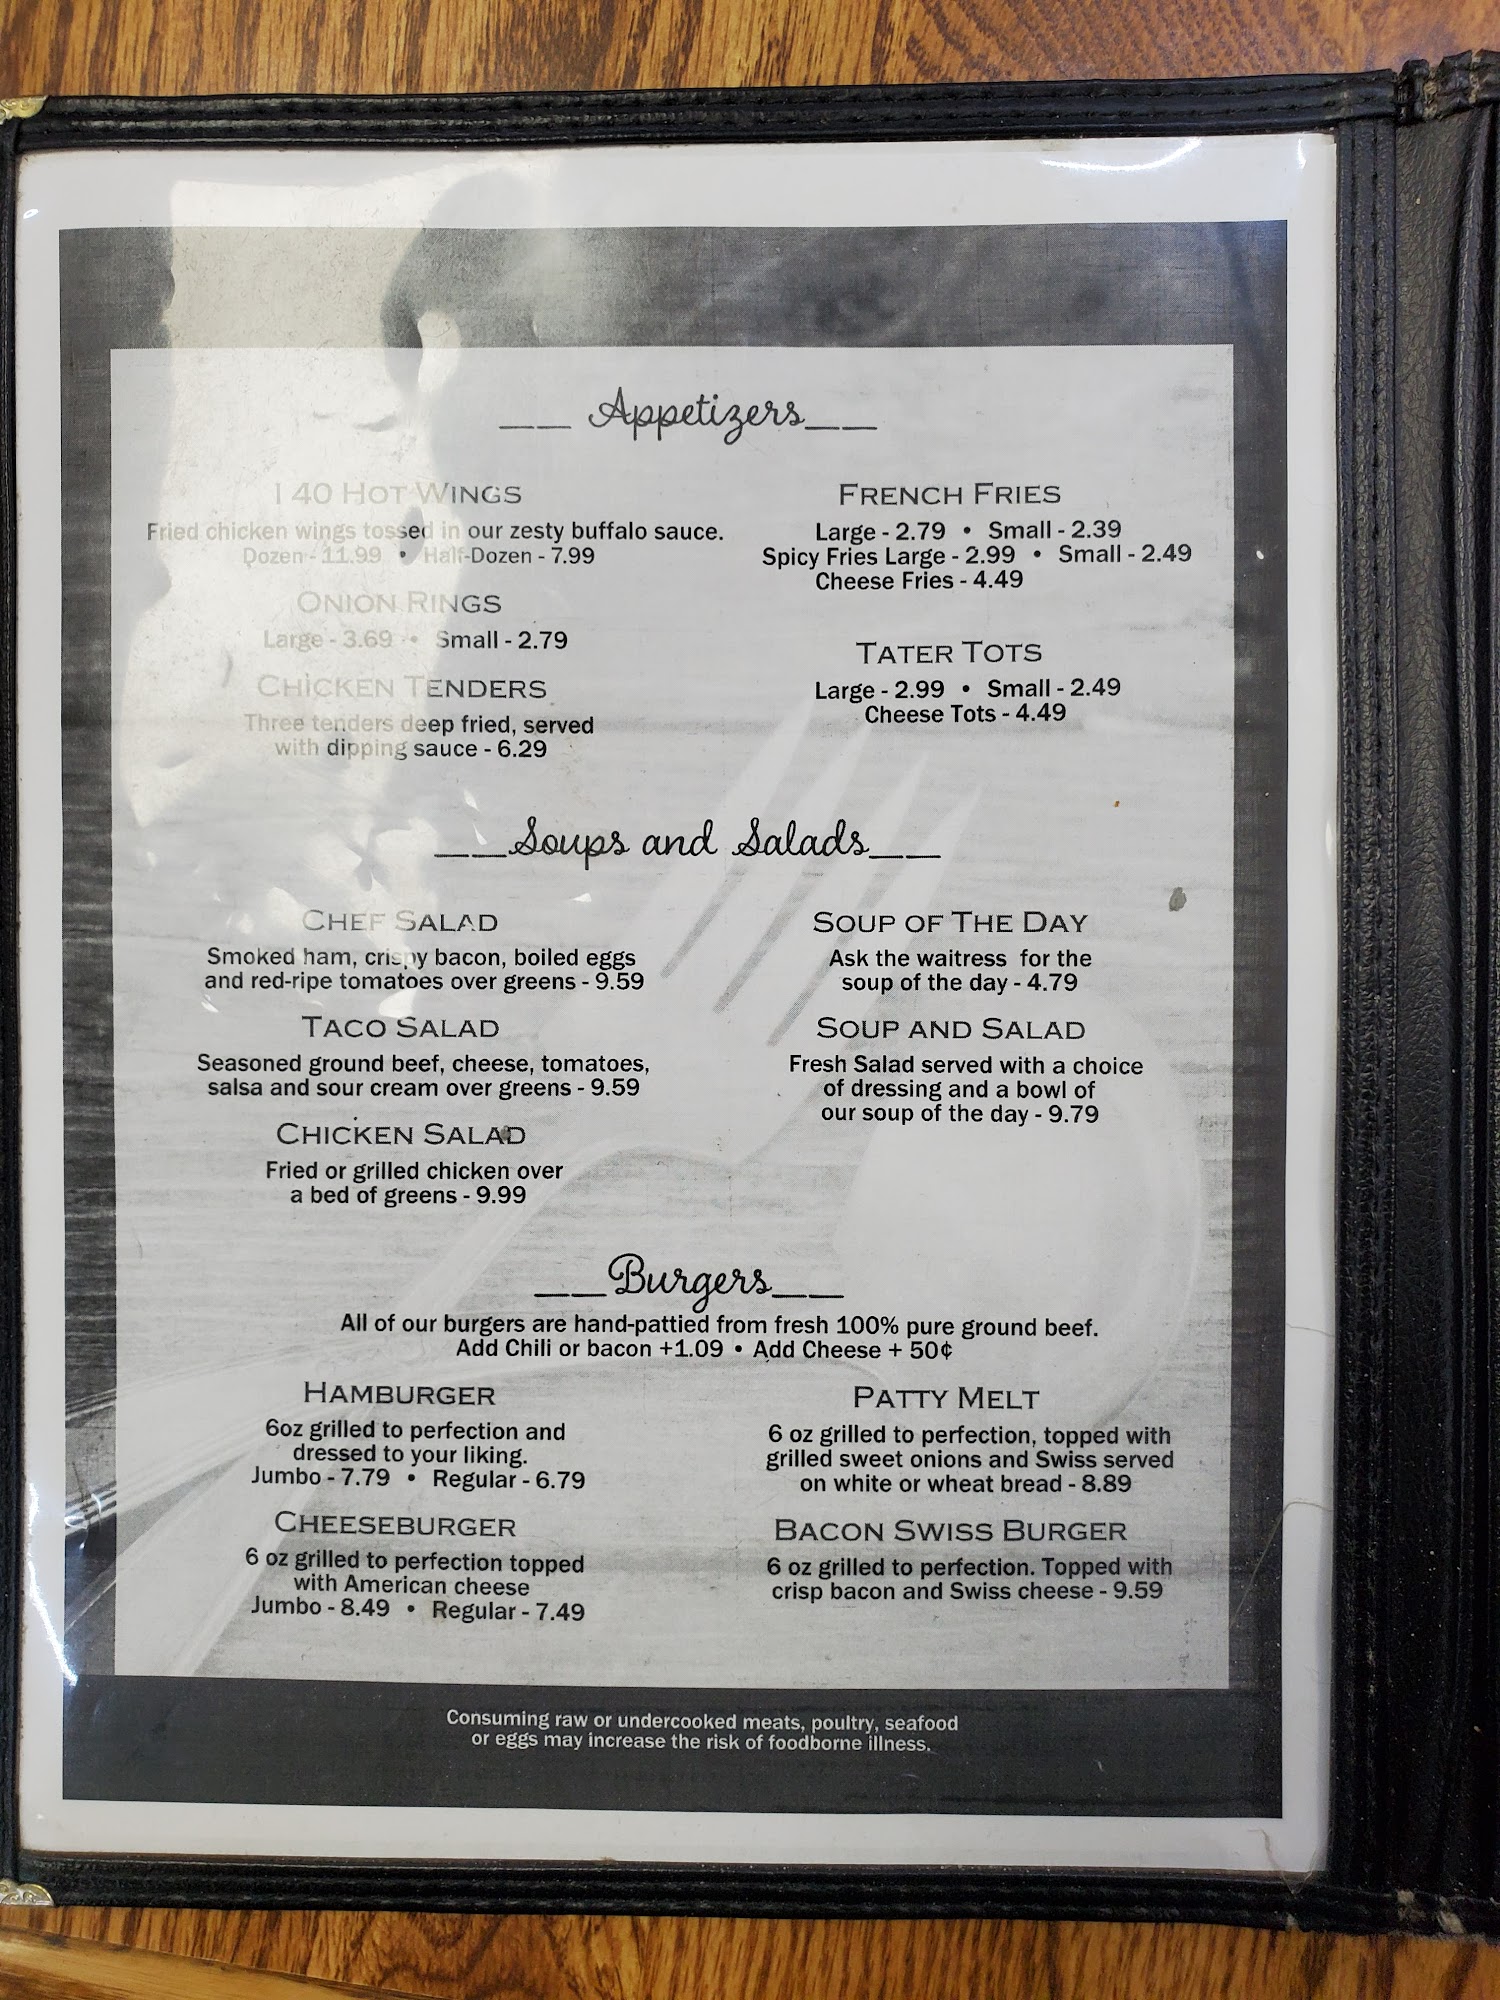 __ Appetizers__
I 40 HOT WINGS
Fried chicken wings tossed in our zesty buffalo sauce.
Dozen - 11.99 • Half-Dozen - 7.99
ONION RINGS
Large - 3.69 • Small - 2.79
CHICKEN TENDERS
Three tenders deep fried, served
with dipping sauce - 6.29
FRENCH FRIES
Large - 2.79 • Small - 2.39
Spicy Fries Large - 2.99 • Small - 2.49
Cheese Fries - 4.49
TATER TOTS
Large - 2.99 • Small - 2.49
Cheese Tots - 4.49
__Soups and Salads__
CHEF SALAD
Smoked ham, crispy bacon, boiled eggs
and red-ripe tomatoes over greens - 9.59
TACO SALAD
Seasoned ground beef, cheese, tomatoes,
salsa and sour cream over greens - 9.59
CHICKEN SALAD
Fried or grilled chicken over
a bed of greens - 9.99
SOUP OF THE DAY
Ask the waitress for the
soup of the day - 4.79
SOUP AND SALAD
Fresh Salad served with a choice
of dressing and a bowl of
our soup of the day - 9.79
__Burgers__
All of our burgers are hand-pattied from fresh 100% pure ground beef.
Add Chili or bacon +1.09 • Add Cheese + 50¢
HAMBURGER
6oz grilled to perfection and
dressed to your liking.
Jumbo - 7.79 • Regular - 6.79
CHEESEBURGER
6 oz grilled to perfection topped
with American cheese
Jumbo - 8.49 • Regular - 7.49
PATTY MELT
6 oz grilled to perfection, topped with
grilled sweet onions and Swiss served
on white or wheat bread - 8.89
BACON SWISS BURGER
6 oz grilled to perfection. Topped with
crisp bacon and Swiss cheese - 9.59
Consuming raw or undercooked meats, poultry, seafood
or eggs may increase the risk of foodborne illness.